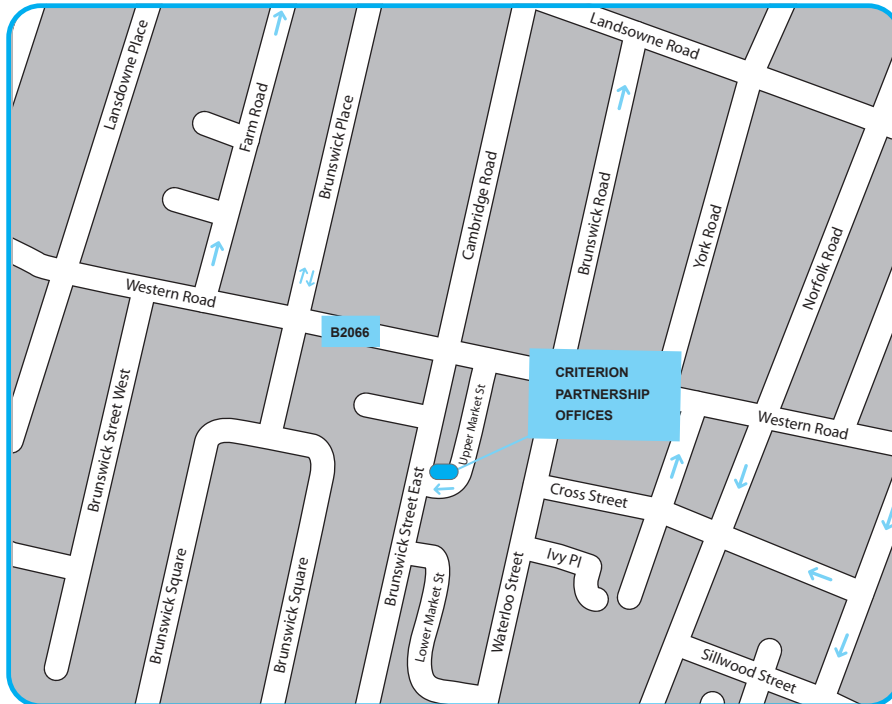 Lansdowne Place
Farm Road
Brunswick Place
Cambridge Road
Landsowne Road
Brunswick Road
York Road
Norfolk Road
Western Road
B2066
CRITERION
PARTNERSHIP
OFFICES
Western Road
Brunswick Street West
Upper Market St
Brunswick Street East
Cross Street
Ivy Pl
Brunswick Square
Brunswick Square
Lower Market St
Waterloo Street
Sillwood Street